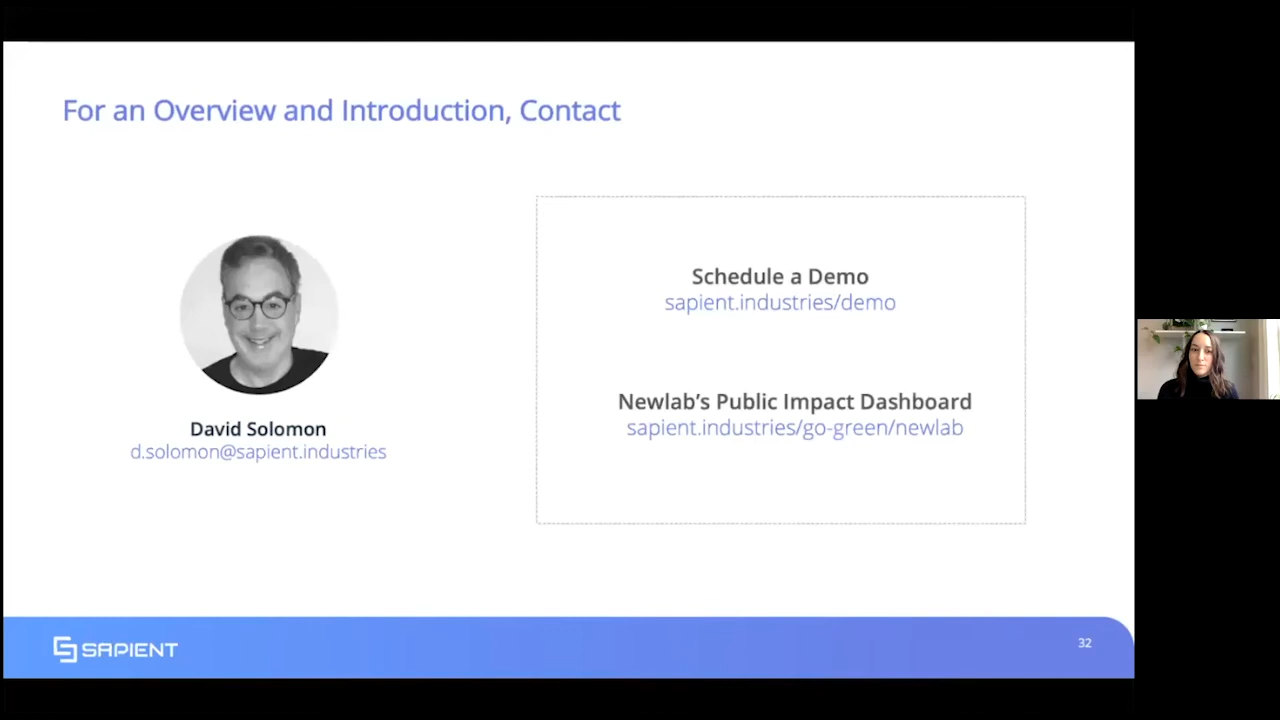 For an Overview and Introduction, Contact
David Solomon
d.solomon@sapient.industries
Schedule a Demo
sapient.industries/demo
Newlab's Public Impact Dashboard
sapient.industries/go-green/newlab
SAPIENT
32